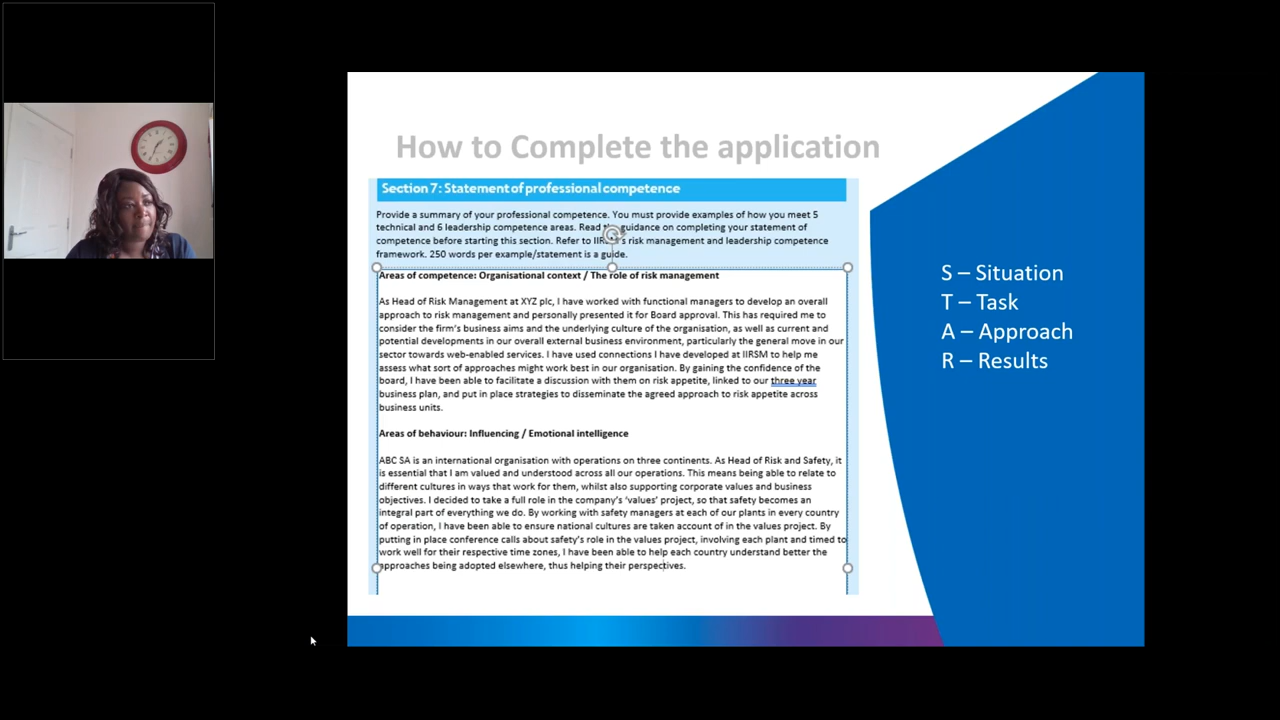 How to Complete the application
Section 7: Statement of professional competence
Provide a summary of your professional competence. You must provide examples of how you meet 5
technical and 6 leadership competence areas. Read the guidance on completing your statement of
competence before starting this section. Refer to IIRSM's risk management and leadership competence
framework. 250 words per example/statement is a guide.
Areas of competence: Organisational context / The role of risk management
As Head of Risk Management at XYZ plc, I have worked with functional managers to develop an overall
approach to risk management and personally presented it for Board approval. This has required me to
consider the firm's business aims and the underlying culture of the organisation, as well as current and
potential developments in our overall external business environment, particularly the general move in our
sector towards web-enabled services. I have used connections I have developed at IIRSM to help me
assess what sort of approaches might work best in our organisation. By gaining the confidence of the
board, I have been able to facilitate a discussion with them on risk appetite, linked to our three year
business plan, and put in place strategies to disseminate the agreed approach to risk appetite across
business units.
Areas of behaviour: Influencing / Emotional intelligence
ABC SA is an international organisation with operations on three continents. As Head of Risk and Safety, it
is essential that I am valued and understood across all our operations. This means being able to relate to
different cultures in ways that work for them, whilst also supporting corporate values and business
objectives. I decided to take a full role in the company's 'values' project, so that safety becomes an
integral part of everything we do. By working with safety managers at each of our plants in every country
of operation, I have been able to ensure national cultures are taken account of in the values project. By
putting in place conference calls about safety's role in the values project, involving each plant and timed to
work well for their respective time zones, I have been able to help each country understand better the
approaches being adopted elsewhere, thus helping their perspectives.
S – Situation
T – Task
A – Approach
R – Results